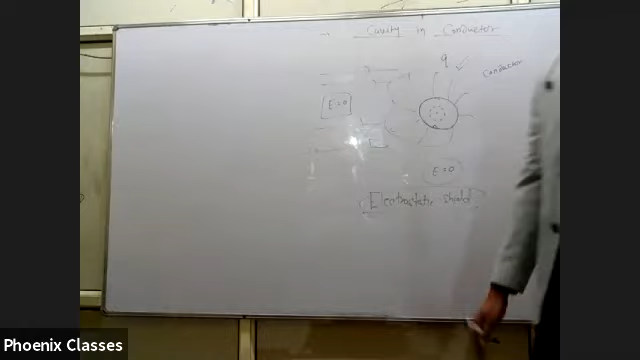 Cavity in Conductor
q
Conductor
E=0
E=0
Electrostatic shield
Phoenix Classes